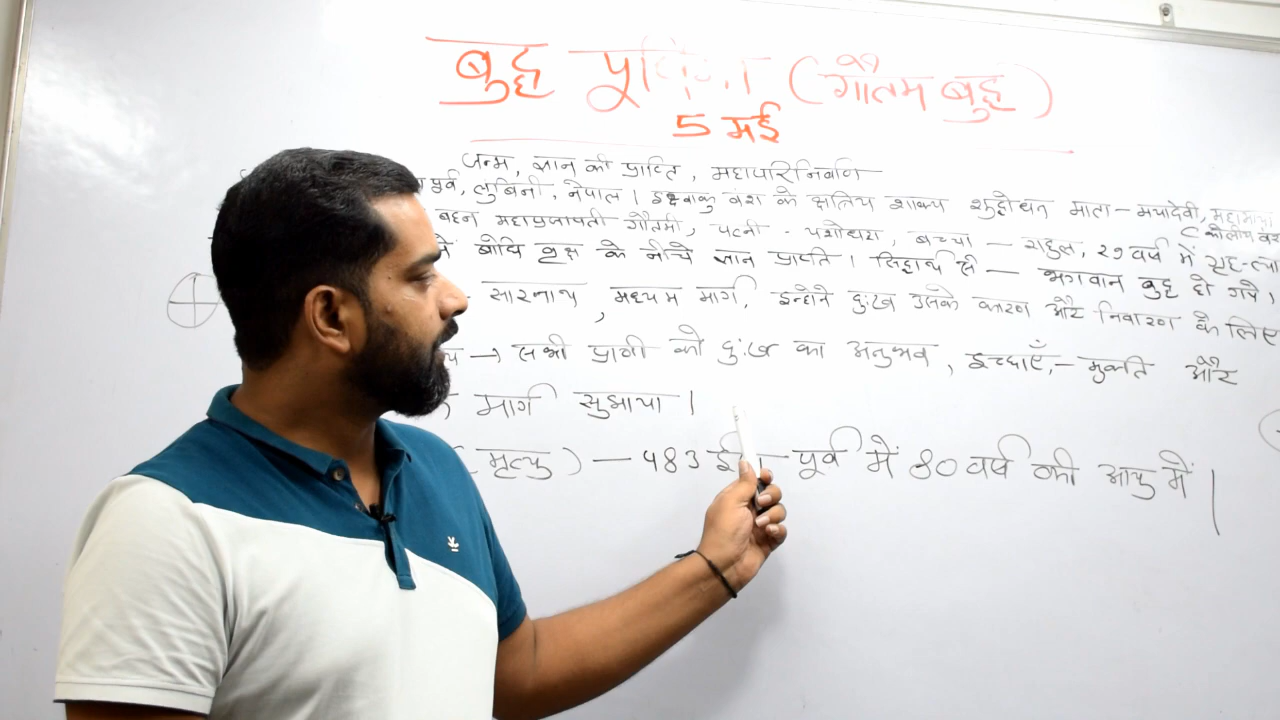 बुद्ध पूर्णिमा (गौतम बुद्ध)
5 मई
जन्म, ज्ञान की प्राप्ति, महापरिनिर्वाण
पूर्व, लुंबिनी, नेपाल । इक्ष्वाकु वंश के क्षत्रिय शाक्य शुद्दोधन माता - मयादेवी, महामाया
बहन महाप्रजापती गौतमी, पत्नी - यशोधरा, बच्चा - राहुल, 29 वर्ष में गृह-त्या
बोधि वृक्ष के नीचे ज्ञान प्राप्ति । सिद्दार्थ से - भगवान बुद्द हो गये,
सारनाथ, मध्यम मार्ग, इन्होने दुःख उसके कारण और निवारण के लिए
→ सभी प्राणी को दुःख का अनुभव, इच्छाएँ,- मुक्ति और
मार्ग सुझाया ।
(मृत्यु) - 483 पूर्व में 80 वर्ष की आयु में |